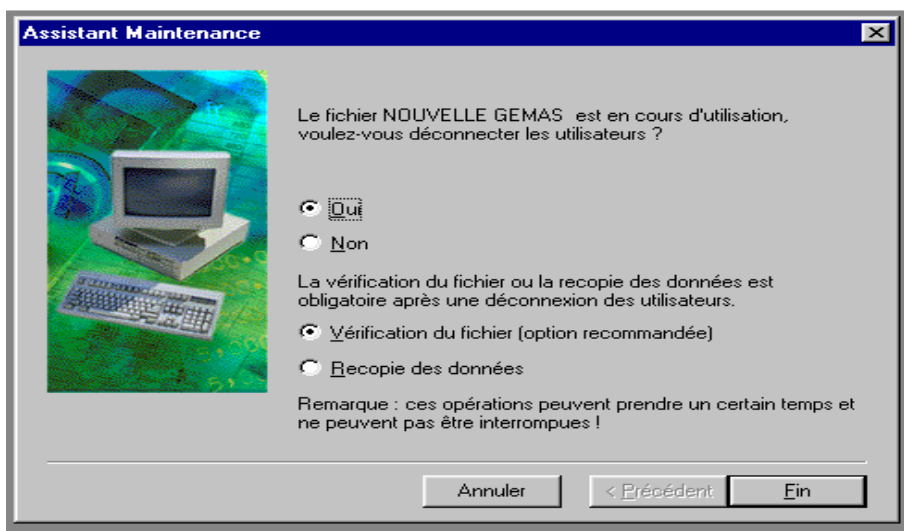 Assistant Maintenance
Le fichier NOUVELLE GEMAS est en cours d'utilisation,
voulez-vous déconnecter les utilisateurs ?
Oui
Non
La vérification du fichier ou la recopie des données est
obligatoire après une déconnexion des utilisateurs.
Vérification du fichier (option recommandée)
Recopie des données
Remarque : ces opérations peuvent prendre un certain temps et
ne peuvent pas être interrompues !
Annuler
< Précédent
Fin